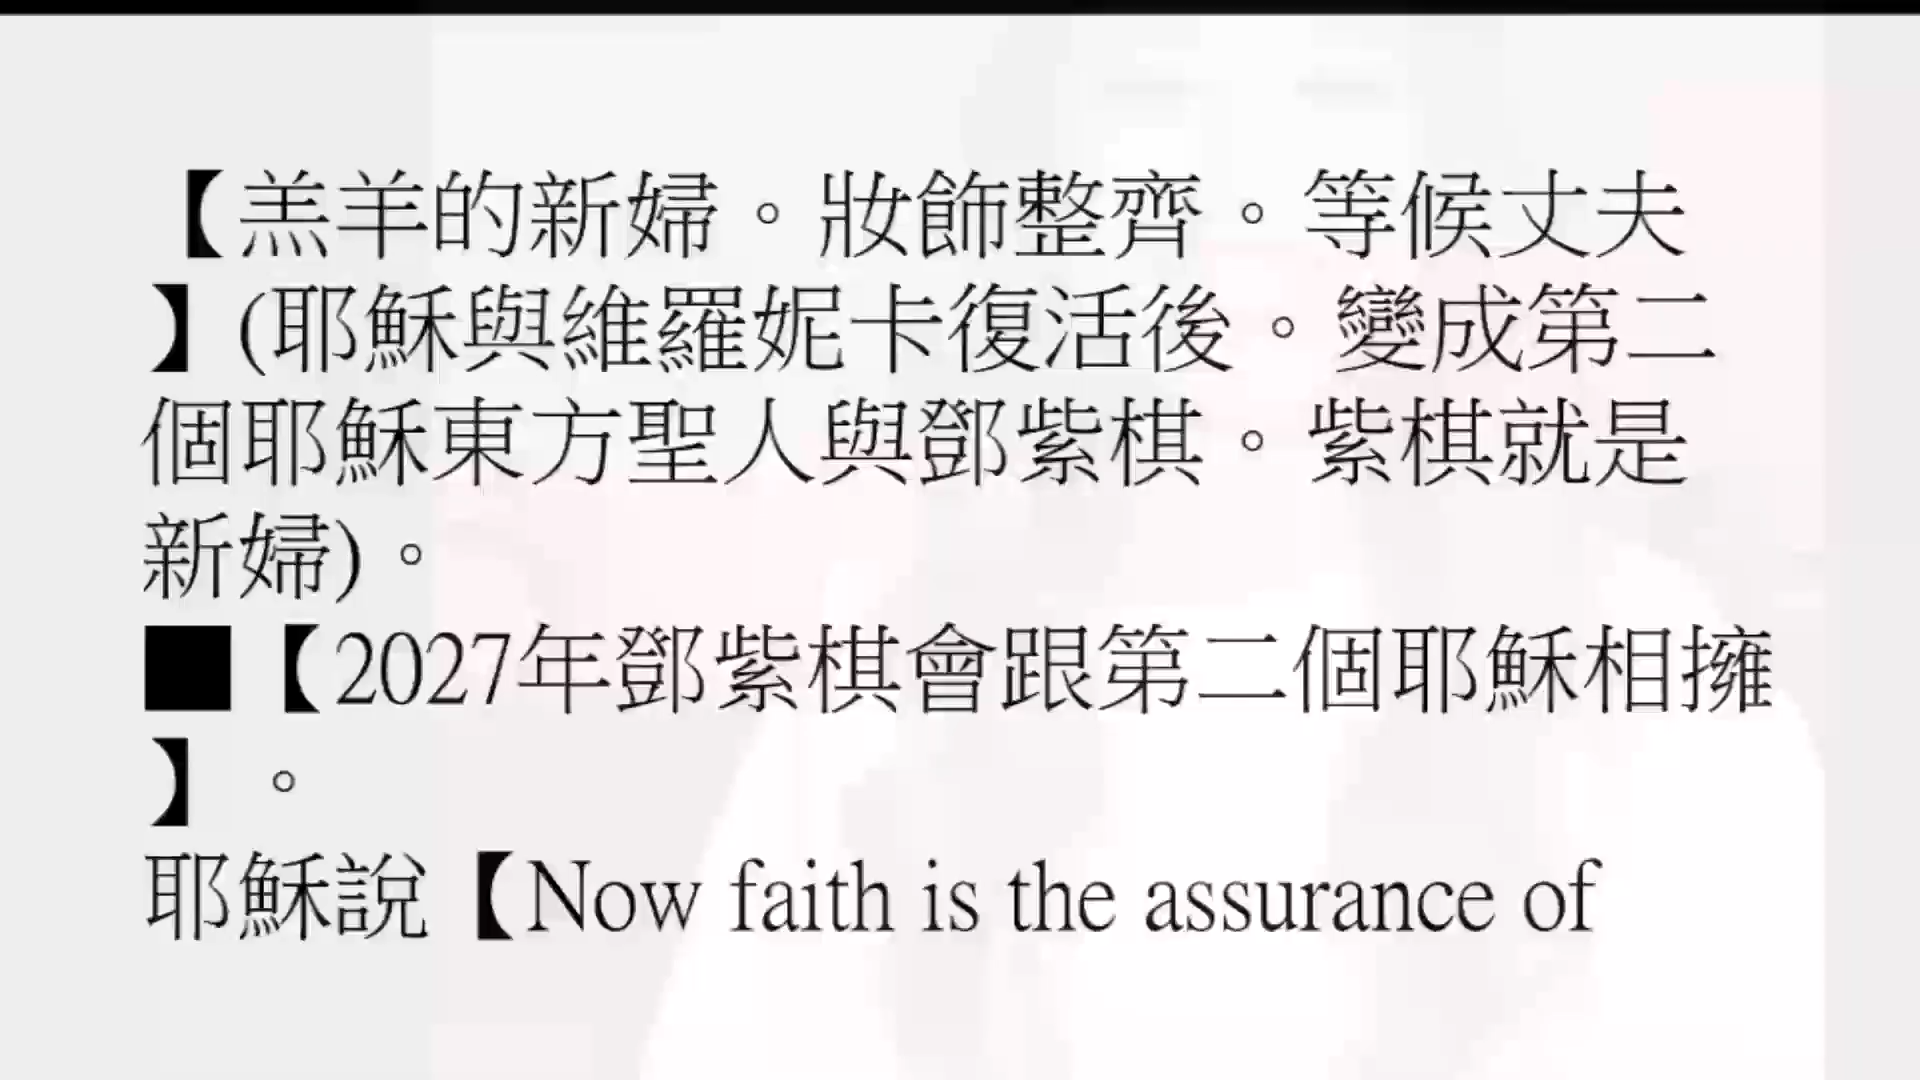 【羔羊的新婦。妝飾整齊。等候丈夫
】(耶穌與維羅妮卡復活後。變成第二
個耶穌東方聖人與鄧紫棋。紫棋就是
新婦)。
■【2027年鄧紫棋會跟第二個耶穌相擁
】 。
耶穌說【Now faith is the assurance of